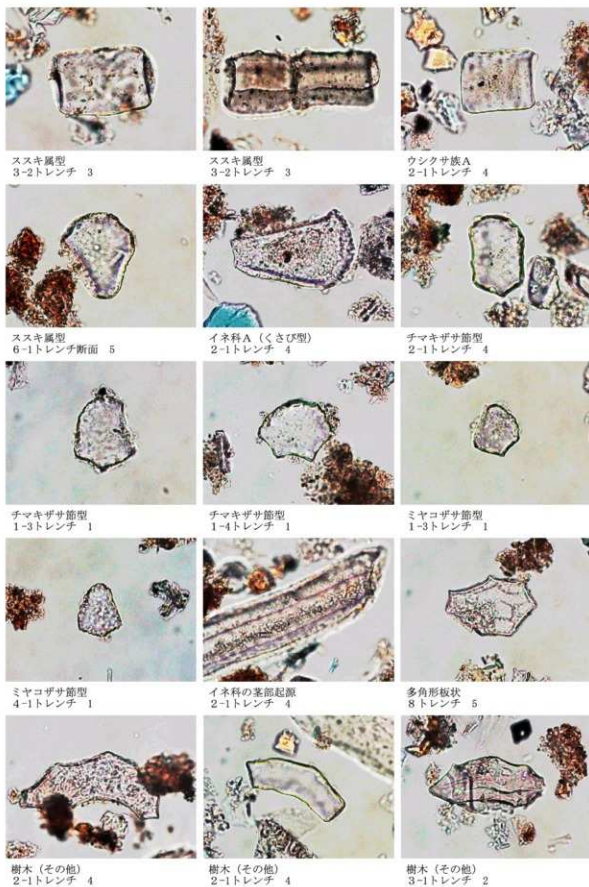 ススキ属型
3-2トレンチ 3
ススキ属型
3-2トレンチ 3
ウシクサ族A
2-1トレンチ 4
ススキ属型
6-1トレンチ断面 5
イネ科A（くさび型）
2-1トレンチ 4
チマキザサ節型
2-1トレンチ 4
チマキザサ節型
1-3トレンチ 1
チマキザサ節型
1-4トレンチ 1
ミヤコザサ節型
1-3トレンチ 1
ミヤコザサ節型
4-1トレンチ 1
イネ科の茎部起源
2-1トレンチ 4
多角形板状
8トレンチ 5
樹木（その他）
2-1トレンチ 4
樹木（その他）
2-1トレンチ 4
樹木（その他）
3-1トレンチ 2